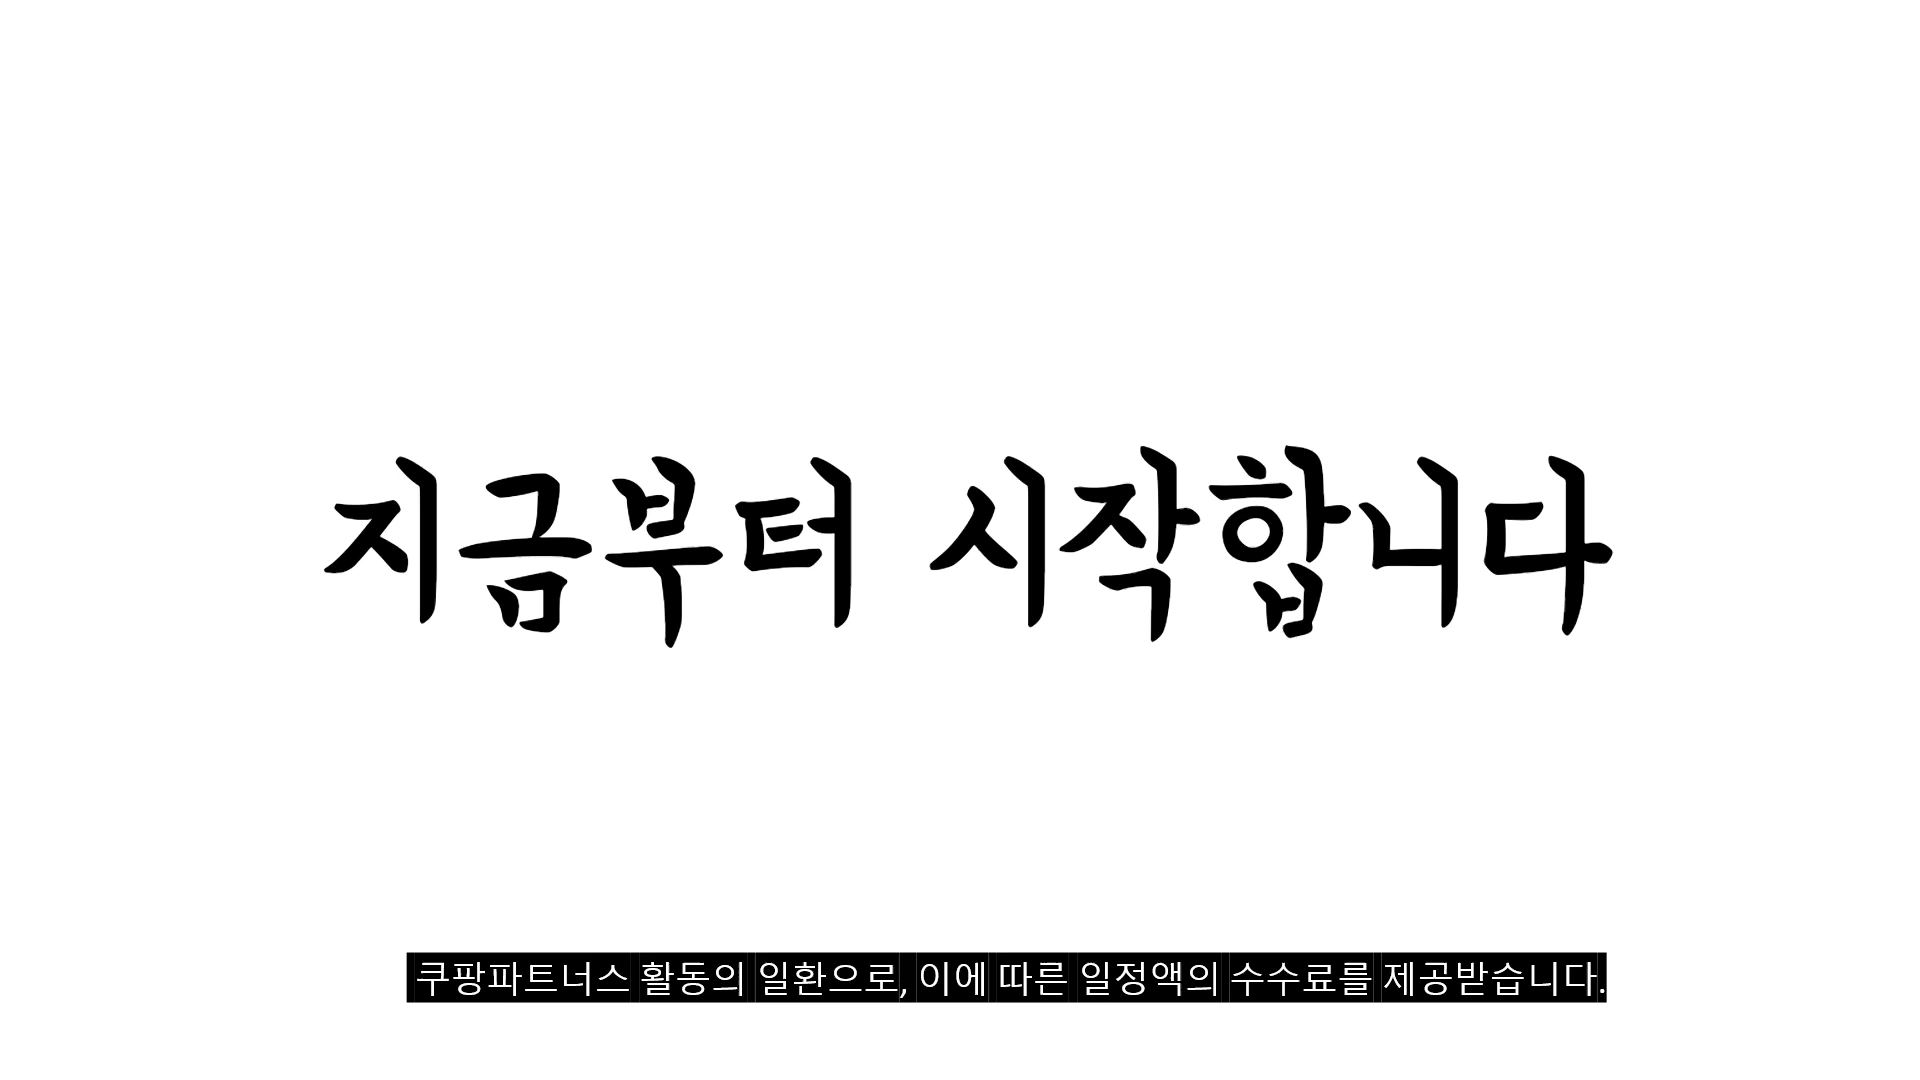 지금부터 시작합니다
쿠팡파트너스 활동의 일환으로, 이에 따른 일정액의 수수료를 제공받습니다.